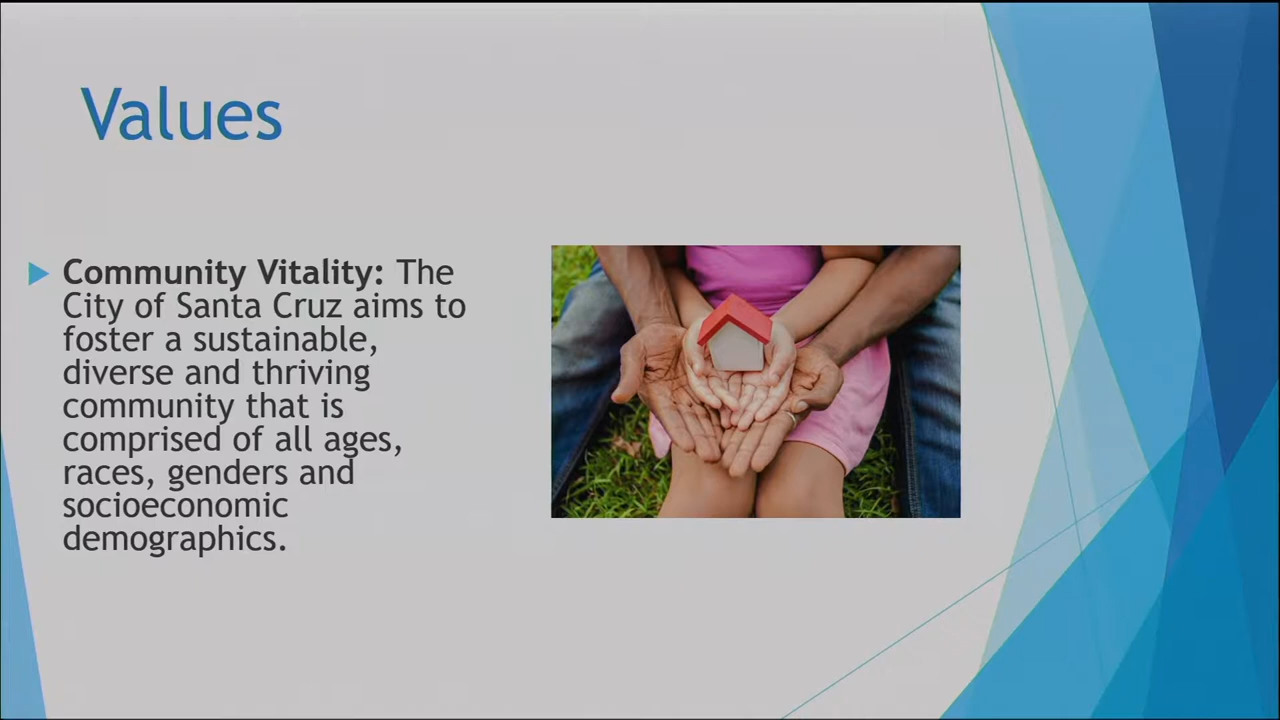 Values
Community Vitality: The
City of Santa Cruz aims to
foster a sustainable,
diverse and thriving
community that is
comprised of all ages,
races, genders and
socioeconomic
demographics.